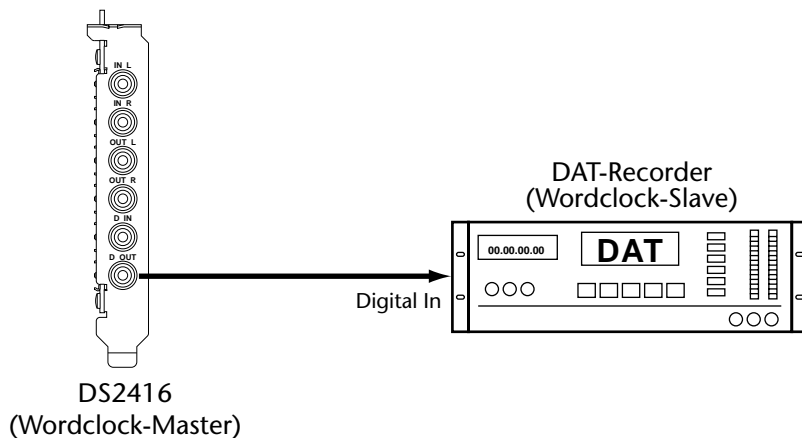 IN L
IN R
OUT L
OUT R
D IN
D OUT
DS2416
(Wordclock-Master)
Digital In
DAT-Recorder
(Wordclock-Slave)
00.00.00.00
DAT